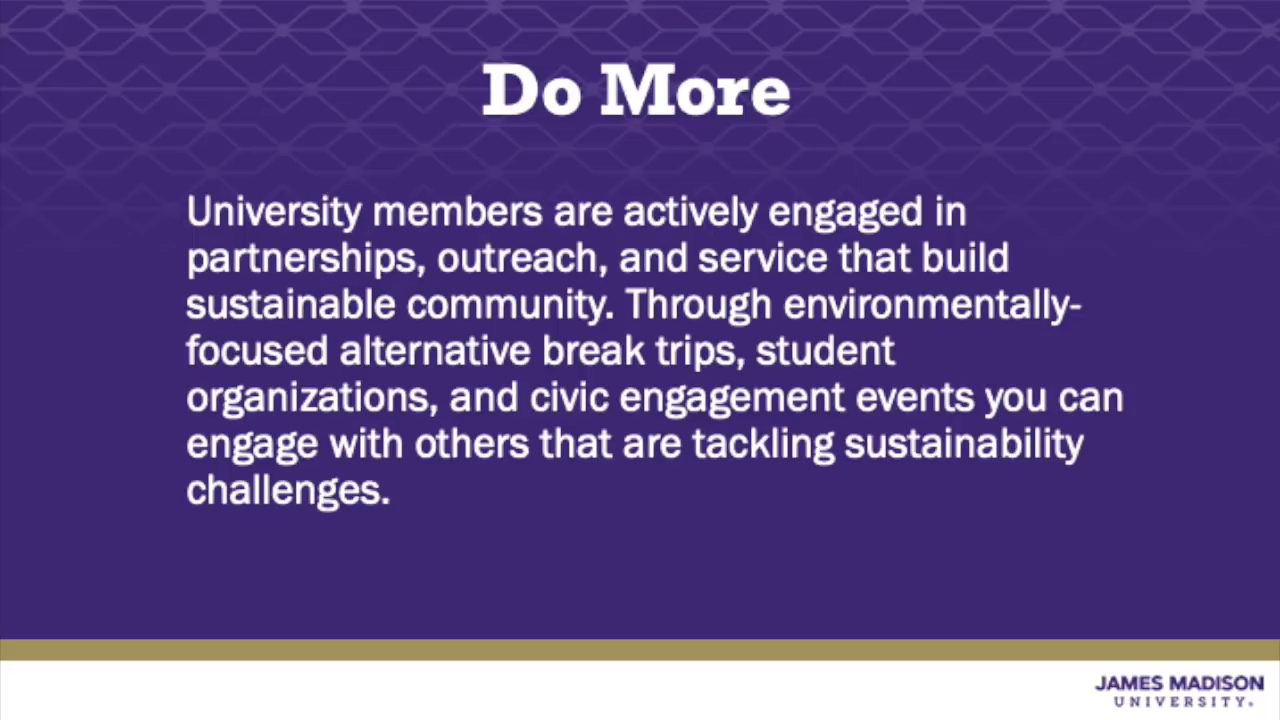 Do More
University members are actively engaged in
partnerships, outreach, and service that build
sustainable community. Through environmentally-
focused alternative break trips, student
organizations, and civic engagement events you can
engage with others that are tackling sustainability
challenges.
JAMES MADISON
UNIVERSITY.